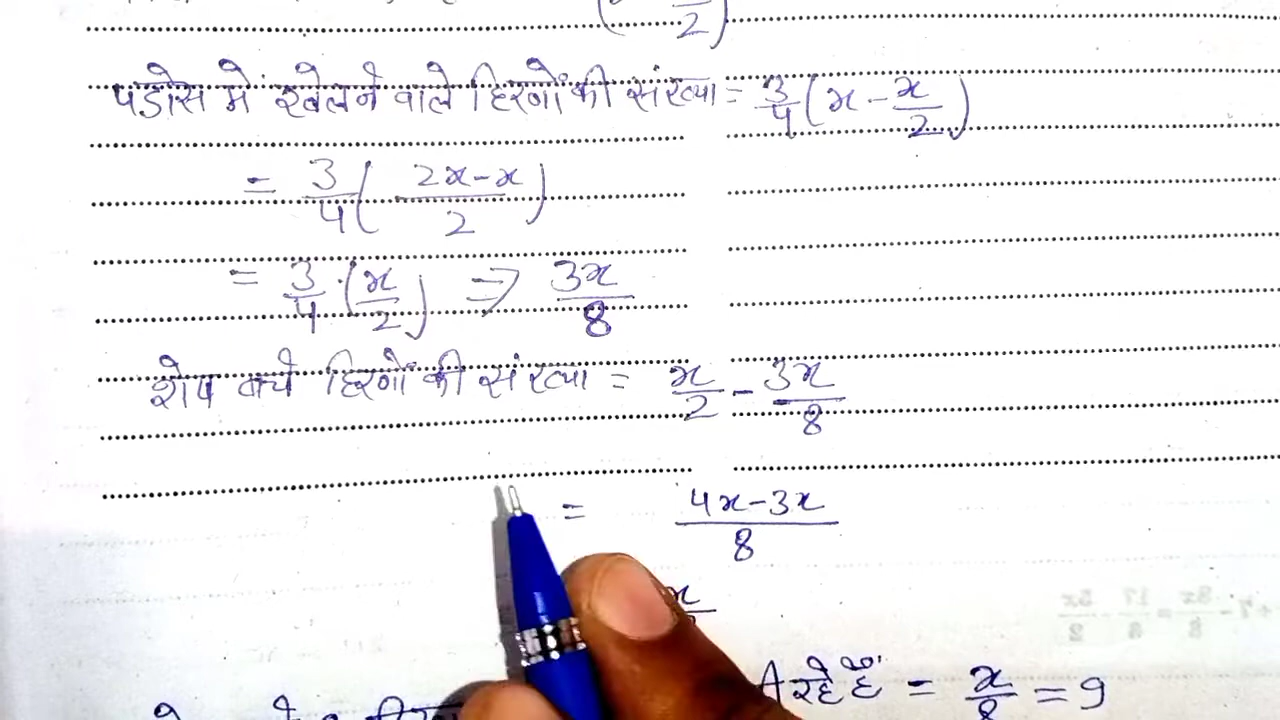 2)
पडोस मे खेलने वाले हिरणों की संख्या = 3/4 (x - x/2)
= 3/4 ( 2x-x / 2 )
= 3/4 . (x/2) => 3x/8
शेष बचे हिरणों की संख्या = x/2 - 3x/8
= 4x-3x / 8
x
रहे हैं = x/8 = 9